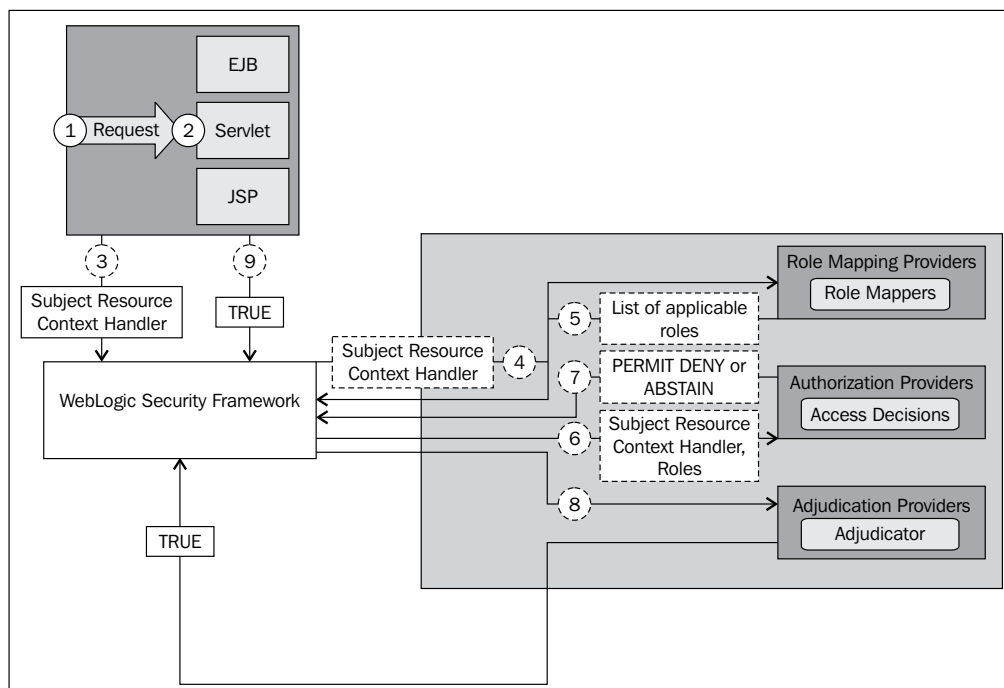 EJB
1
Request
2
Servlet
JSP
3
9
Subject Resource
Context Handler
TRUE
WebLogic Security Framework
Subject Resource
Context Handler
4
5
List of applicable
roles
Role Mapping Providers
Role Mappers
7
PERMIT DENY or
ABSTAIN
Authorization Providers
Access Decisions
6
Subject Resource
Context Handler,
Roles
8
Adjudication Providers
Adjudicator
TRUE